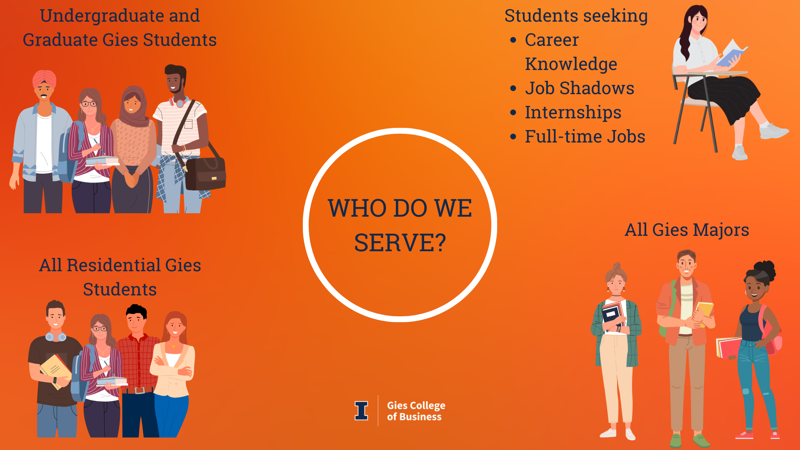 Undergraduate and
Graduate Gies Students
Students seeking
• Career
Knowledge
• Job Shadows
• Internships
• Full-time Jobs
WHO DO WE
SERVE?
All Residential Gies
Students
All Gies Majors
I
Gies College
of Business